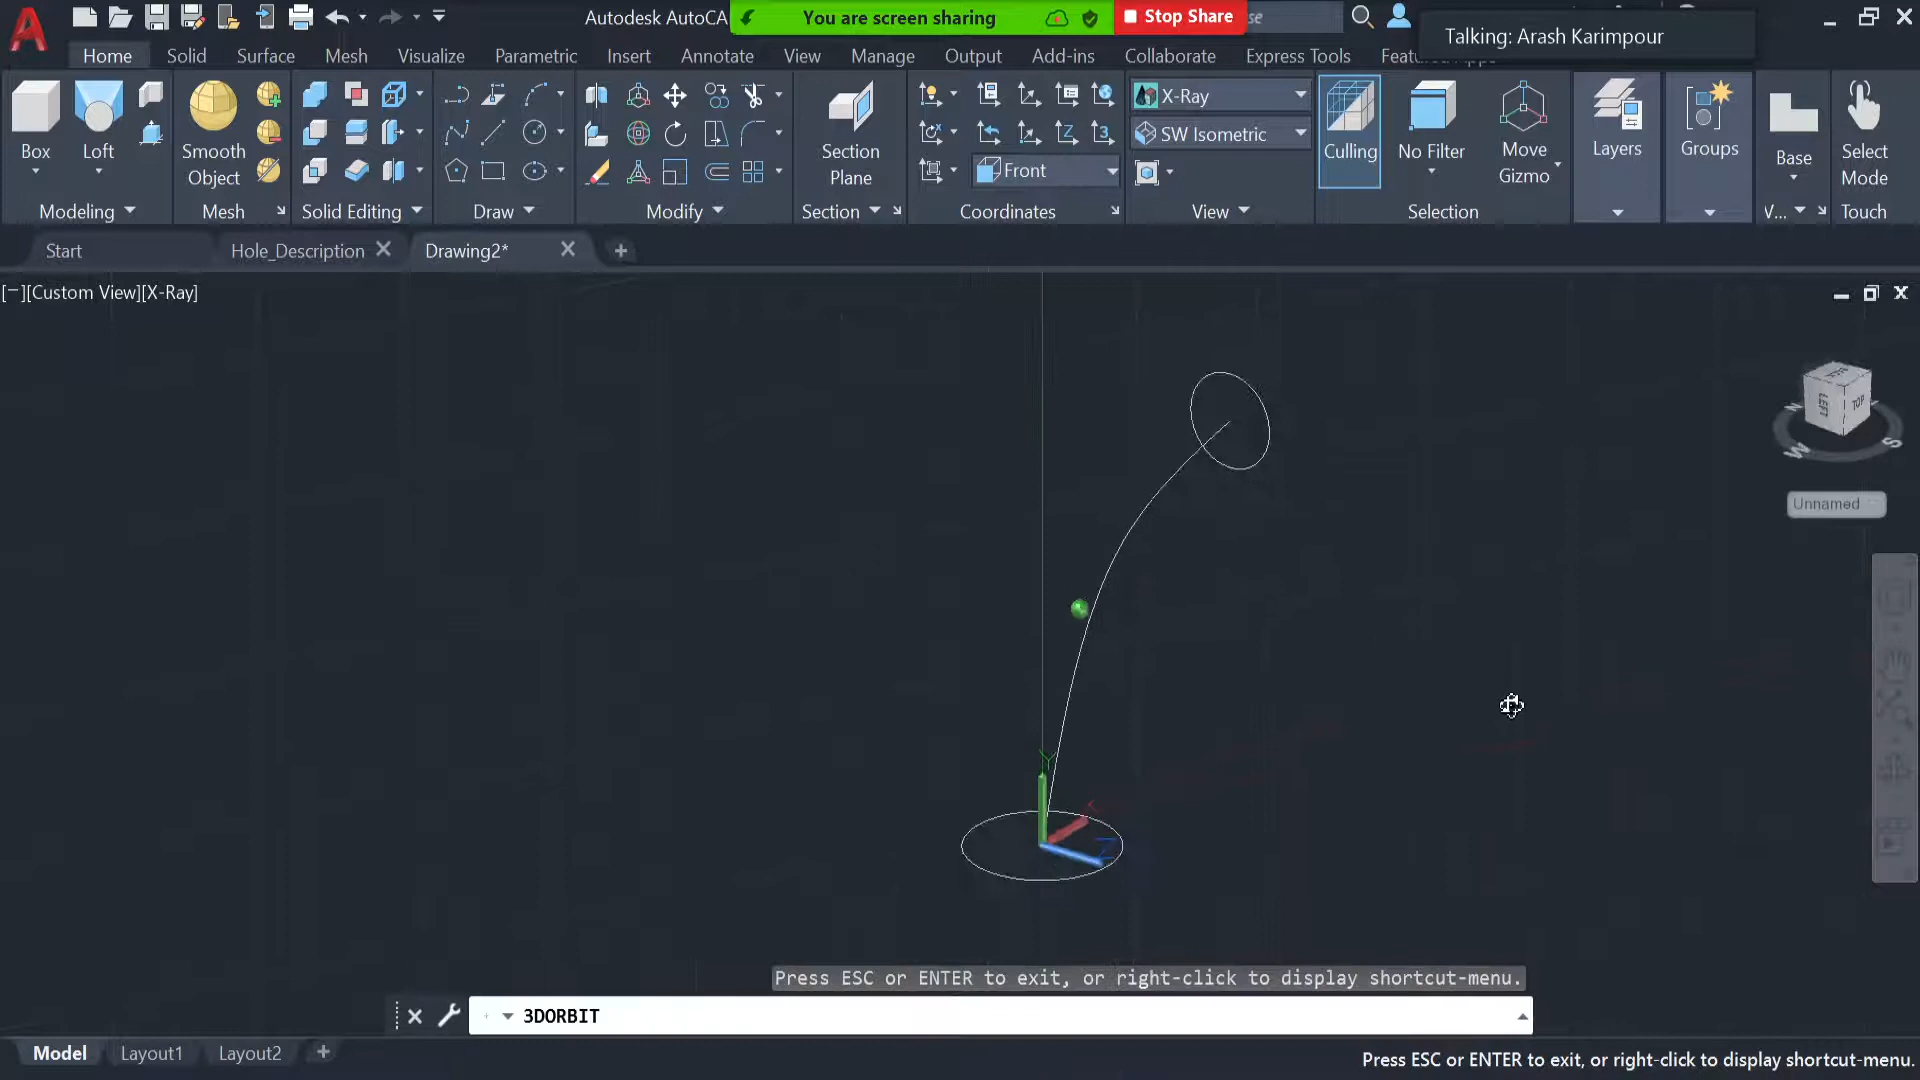 Autodesk AutoCA
You are screen sharing
Stop Share
se
Talking: Arash Karimpour
Home Solid Surface Mesh Visualize Parametric Insert Annotate View Manage Output Add-ins Collaborate Express Tools
X-Ray
SW Isometric
Front
Box Loft
Smooth Object
Section Plane
Culling No Filter
Move Gizmo
Layers Groups Base
Select Mode
Modeling Mesh Solid Editing Draw Modify Section Coordinates View Selection V... Touch
Start Hole_Description Drawing2*
[−][Custom View][X-Ray]
LEFT TOP
W S
Unnamed
Y
Z
Press ESC or ENTER to exit, or right-click to display shortcut-menu.
3DORBIT
Model Layout1 Layout2
Press ESC or ENTER to exit, or right-click to display shortcut-menu.